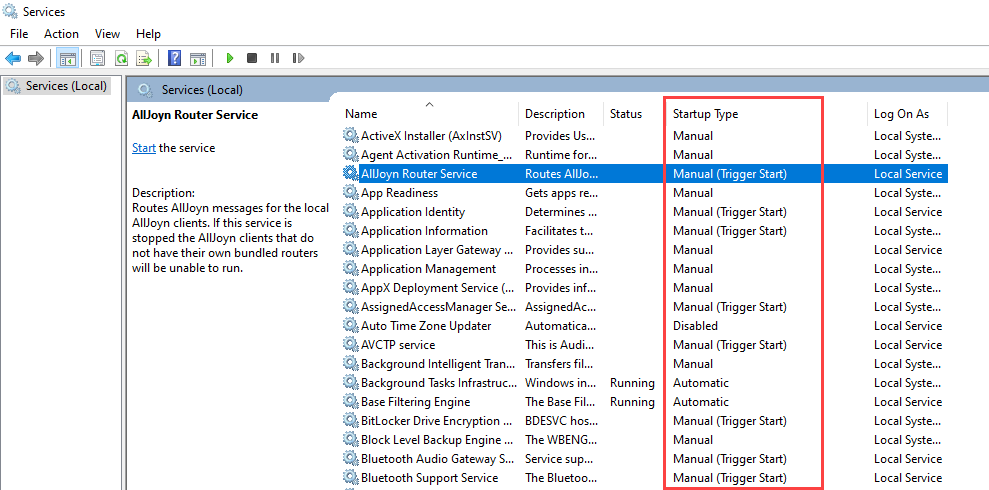 Services
File Action View Help
Services (Local)
Services (Local)
AllJoyn Router Service
Start the service
Description:
Routes AllJoyn messages for the local
AllJoyn clients. If this service is
stopped the AllJoyn clients that do
not have their own bundled routers
will be unable to run.
Name Description Status Startup Type Log On As
ActiveX Installer (AxInstSV) Provides Us... Manual Local Syste...
Agent Activation Runtime_... Runtime for... Manual Local Syste...
AllJoyn Router Service Routes AllJo... Manual (Trigger Start) Local Service
App Readiness Gets apps re... Manual Local Syste...
Application Identity Determines ... Manual (Trigger Start) Local Service
Application Information Facilitates t... Manual (Trigger Start) Local Syste...
Application Layer Gateway ... Provides su... Manual Local Service
Application Management Processes in... Manual Local Syste...
AppX Deployment Service (... Provides inf... Manual Local Syste...
AssignedAccessManager Se... AssignedAc... Manual (Trigger Start) Local Syste...
Auto Time Zone Updater Automatica... Disabled Local Service
AVCTP service This is Audi... Manual (Trigger Start) Local Service
Background Intelligent Tran... Transfers fil... Manual Local Syste...
Background Tasks Infrastruc... Windows in... Running Automatic Local Syste...
Base Filtering Engine The Base Fil... Running Automatic Local Service
BitLocker Drive Encryption ... BDESVC hos... Manual (Trigger Start) Local Syste...
Block Level Backup Engine ... The WBENG... Manual Local Syste...
Bluetooth Audio Gateway S... Service sup... Manual (Trigger Start) Local Service
Bluetooth Support Service The Bluetoo... Manual (Trigger Start) Local Service